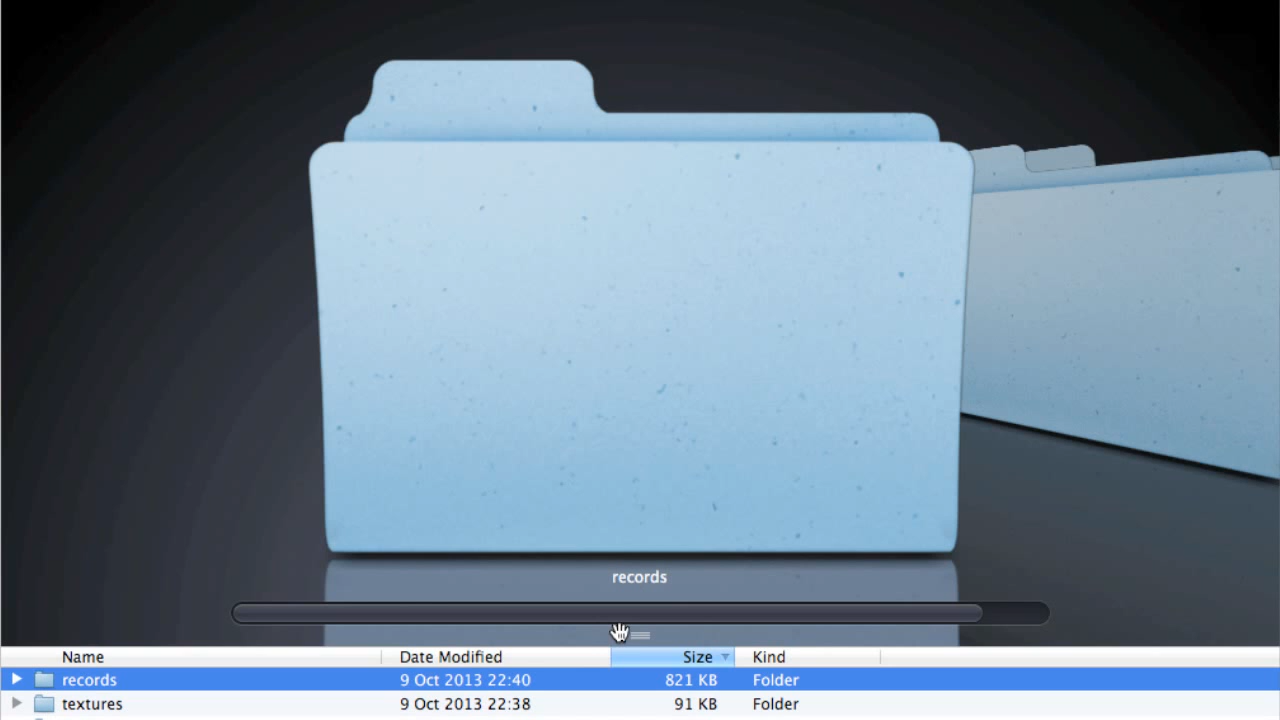 records
Name Date Modified Size Kind
records 9 Oct 2013 22:40 821 KB Folder
textures 9 Oct 2013 22:38 91 KB Folder